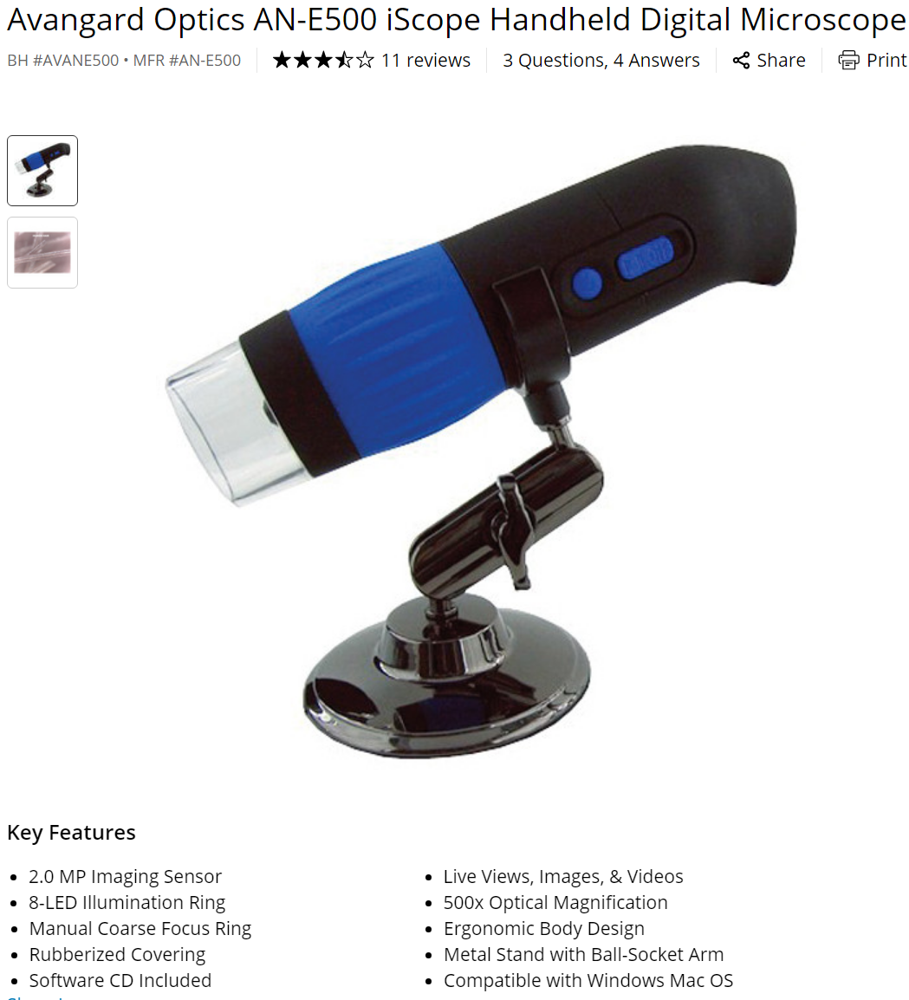 Avangard Optics AN-E500 iScope Handheld Digital Microscope
BH #AVANE500 • MFR #AN-E500
11 reviews
3 Questions, 4 Answers
Share
Print
Key Features
• 2.0 MP Imaging Sensor
• 8-LED Illumination Ring
• Manual Coarse Focus Ring
• Rubberized Covering
• Software CD Included
• Live Views, Images, & Videos
• 500x Optical Magnification
• Ergonomic Body Design
• Metal Stand with Ball-Socket Arm
• Compatible with Windows Mac OS